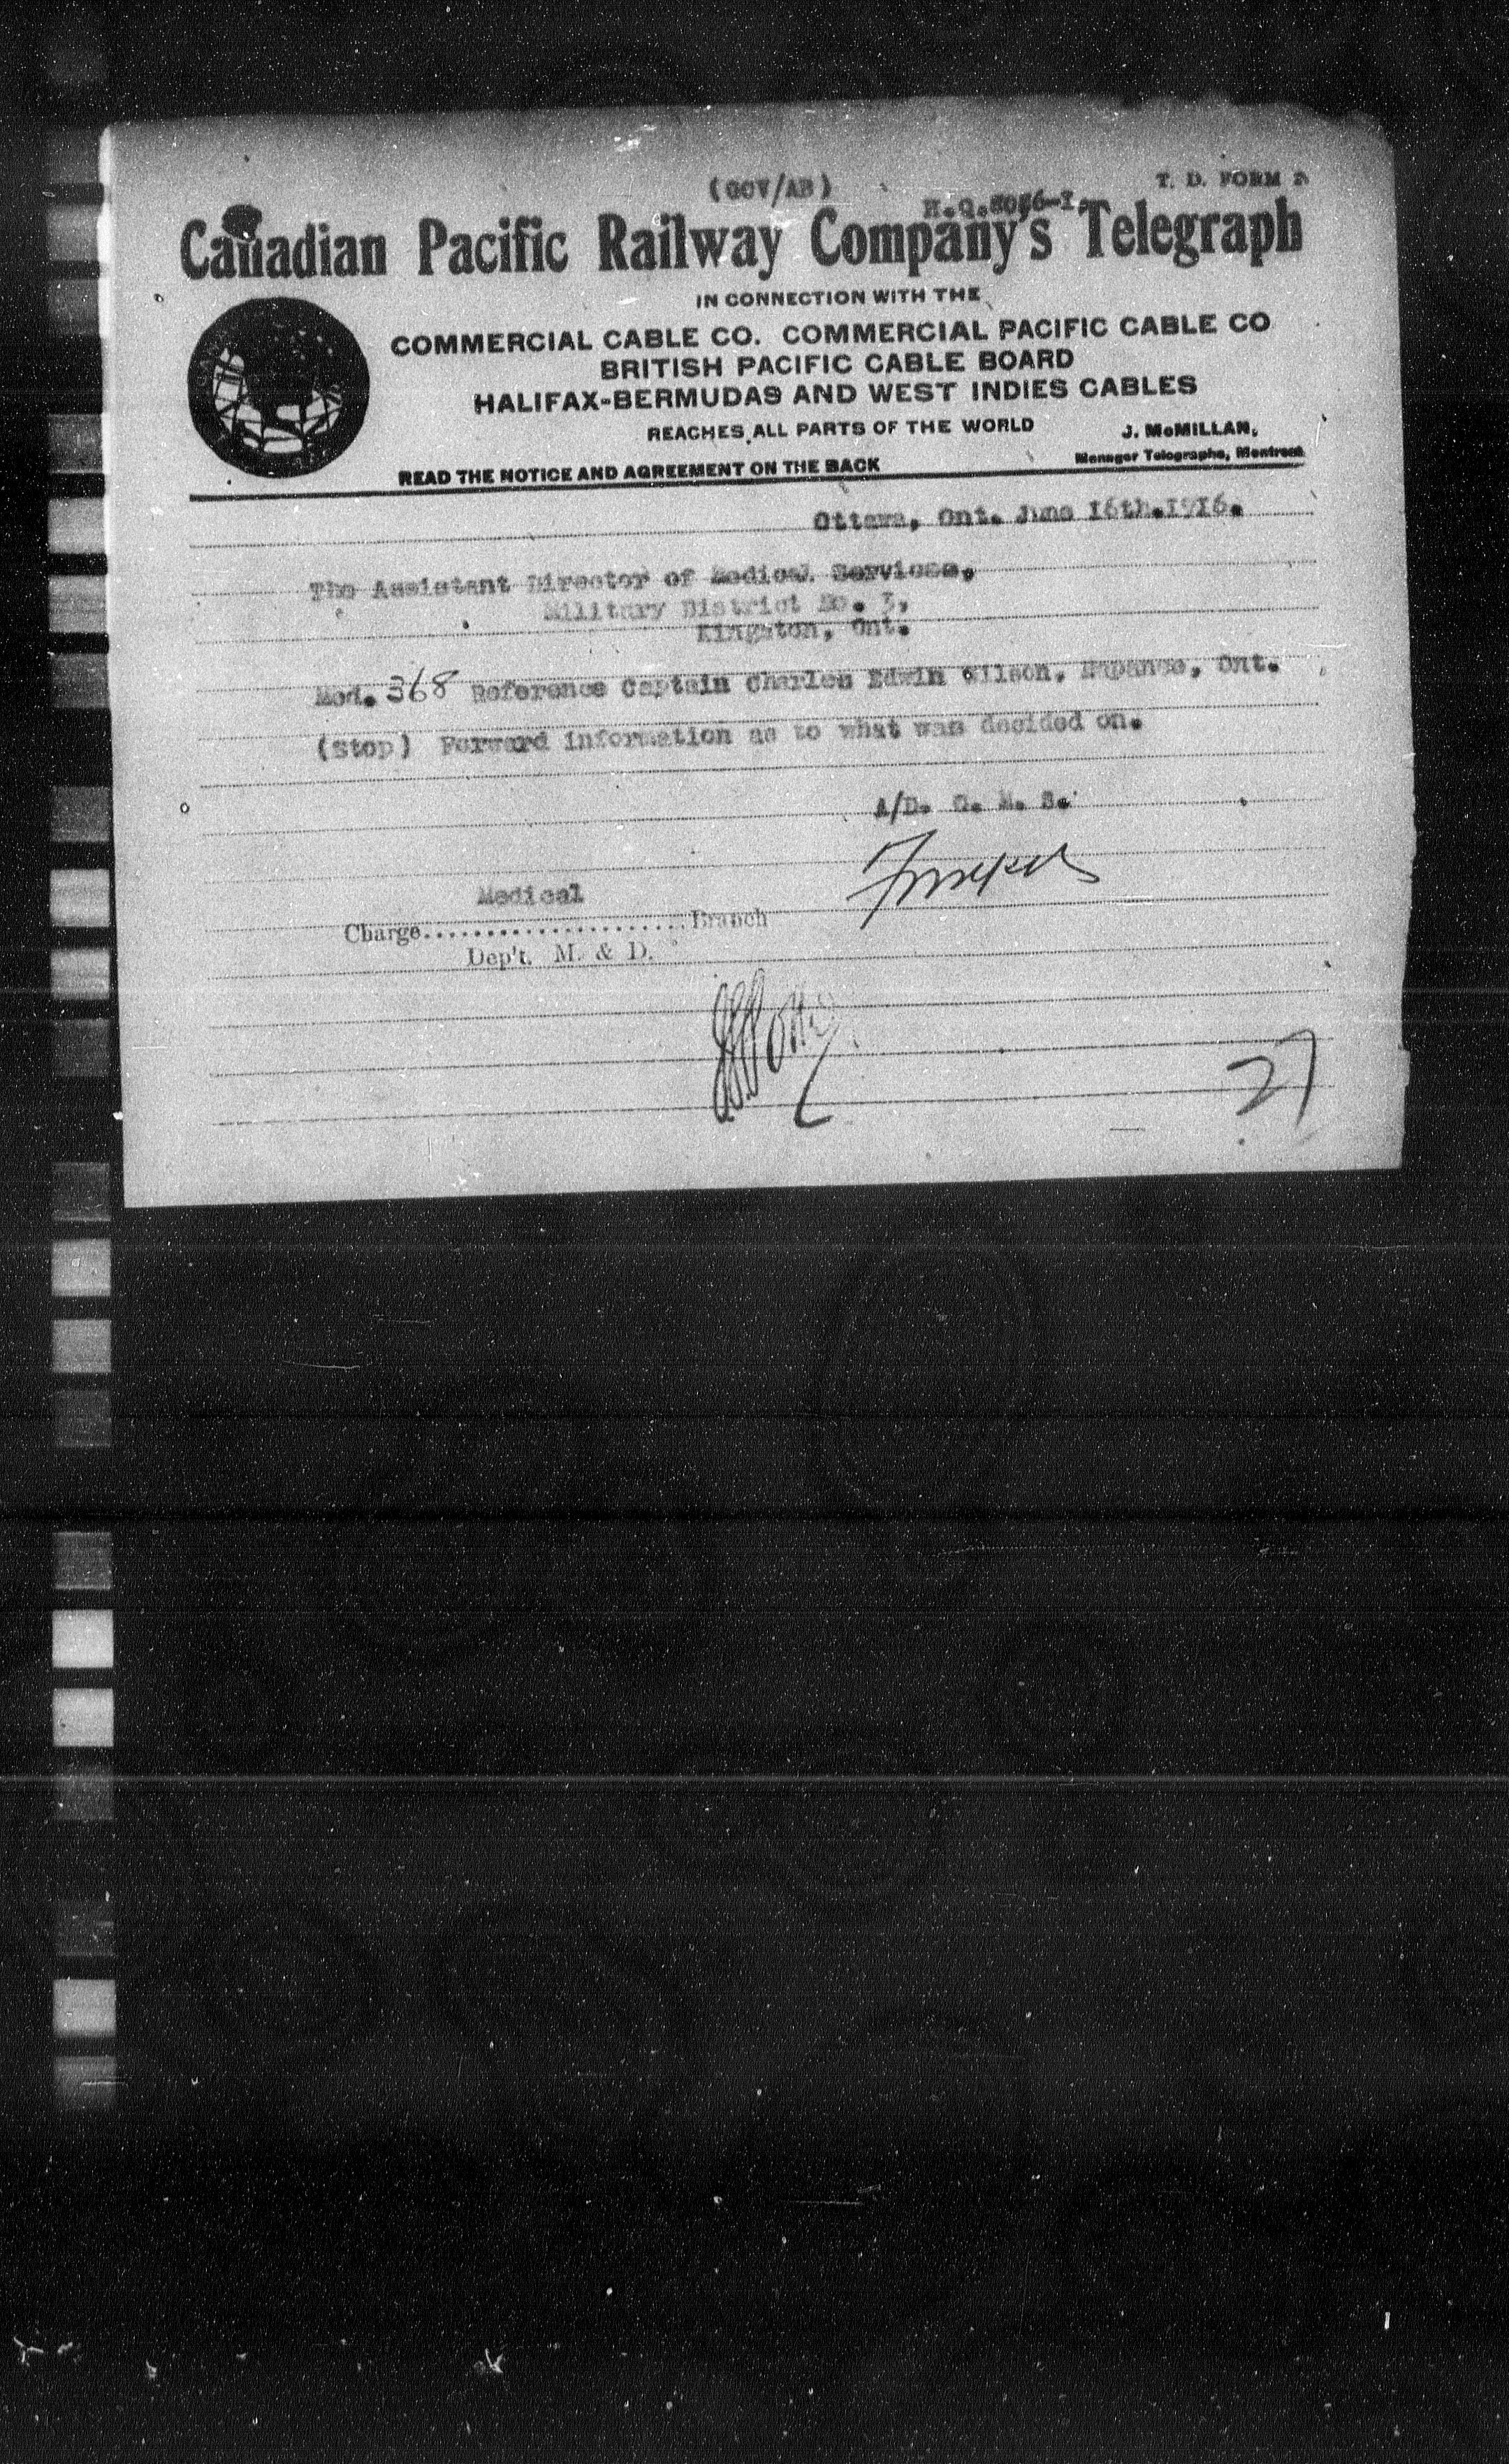 (GCV/AB)
T. D. FORM 2
H.Q.
Canadian Pacific Railway Company's Telegraph
IN CONNECTION WITH THE
COMMERCIAL CABLE CO. COMMERCIAL PACIFIC CABLE CO
BRITISH PACIFIC CABLE BOARD
HALIFAX-BERMUDAS AND WEST INDIES CABLES
REACHES ALL PARTS OF THE WORLD
J. McMILLAN,
READ THE NOTICE AND AGREEMENT ON THE BACK
Manager Telegraphs, Montreal
Ottawa, Ont. June 16th.1916.
The Assistant Director of Medical Services,
Military District No. 3,
Kingston, Ont.
Med. 368 Reference Captain Charles Edwin Wilson, Napanee, Ont.
(Stop) Forward information as to what was decided on.
A/D. G. M. S.
Medical
Charge...................... Branch
Dep't. M. & D.
27